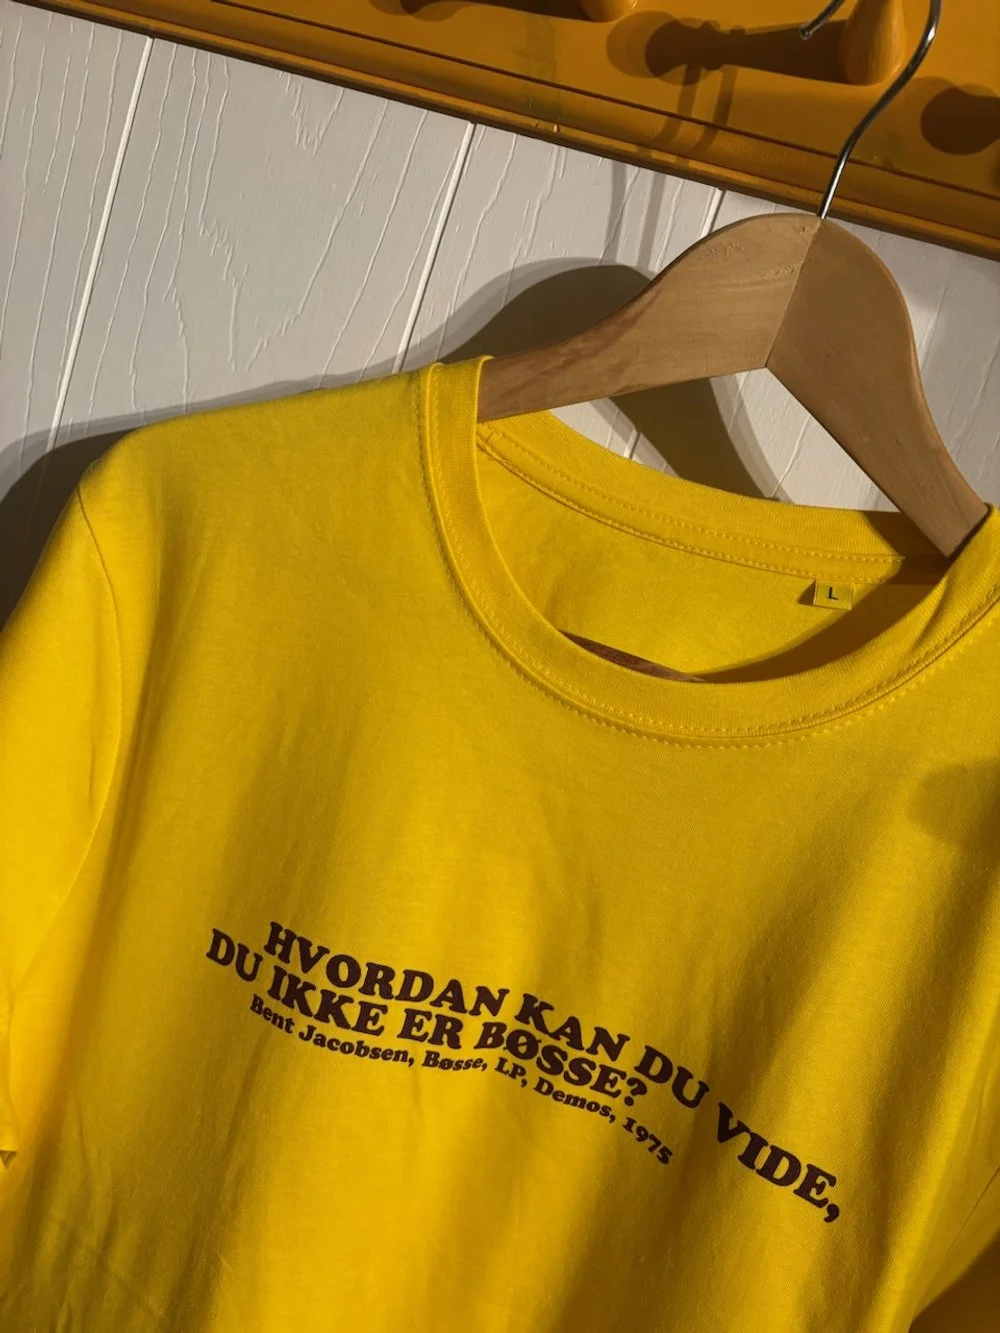 L
HVORDAN KAN DU VIDE,
DU IKKE ER BØSSE?
Bent Jacobsen, Bøsse, LP, Demos, 1975